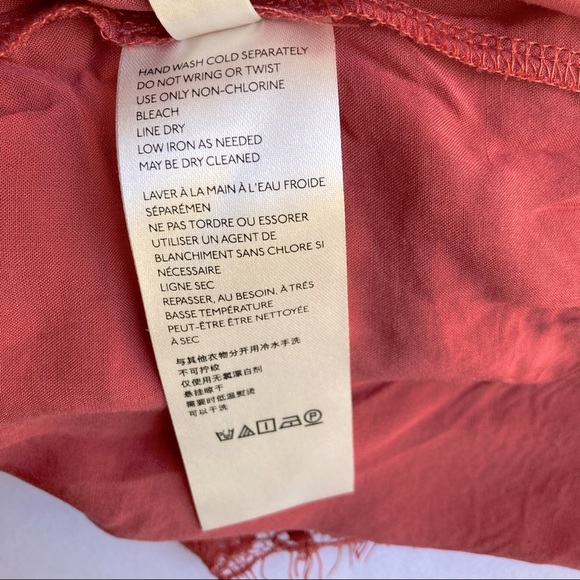 HAND WASH COLD SEPARATELY
DO NOT WRING OR TWIST
USE ONLY NON-CHLORINE
BLEACH
LINE DRY
LOW IRON AS NEEDED
MAY BE DRY CLEANED
LAVER À LA MAIN À L'EAU FROIDE
SÉPARÉMEN
NE PAS TORDRE OU ESSORER
UTILISER UN AGENT DE
BLANCHIMENT SANS CHLORE SI
NÉCESSAIRE
LIGNE SEC
REPASSER, AU BESOIN. À TRÉS
BASSE TEMPÉRATURE
PEUT-ÊTRE ÊTRE NETTOYÉE
À SEC
与其他衣物分开用冷水手洗
不可拧绞
仅使用无氯漂白剂
悬挂晾干
需要时低温熨烫
可以干洗
P